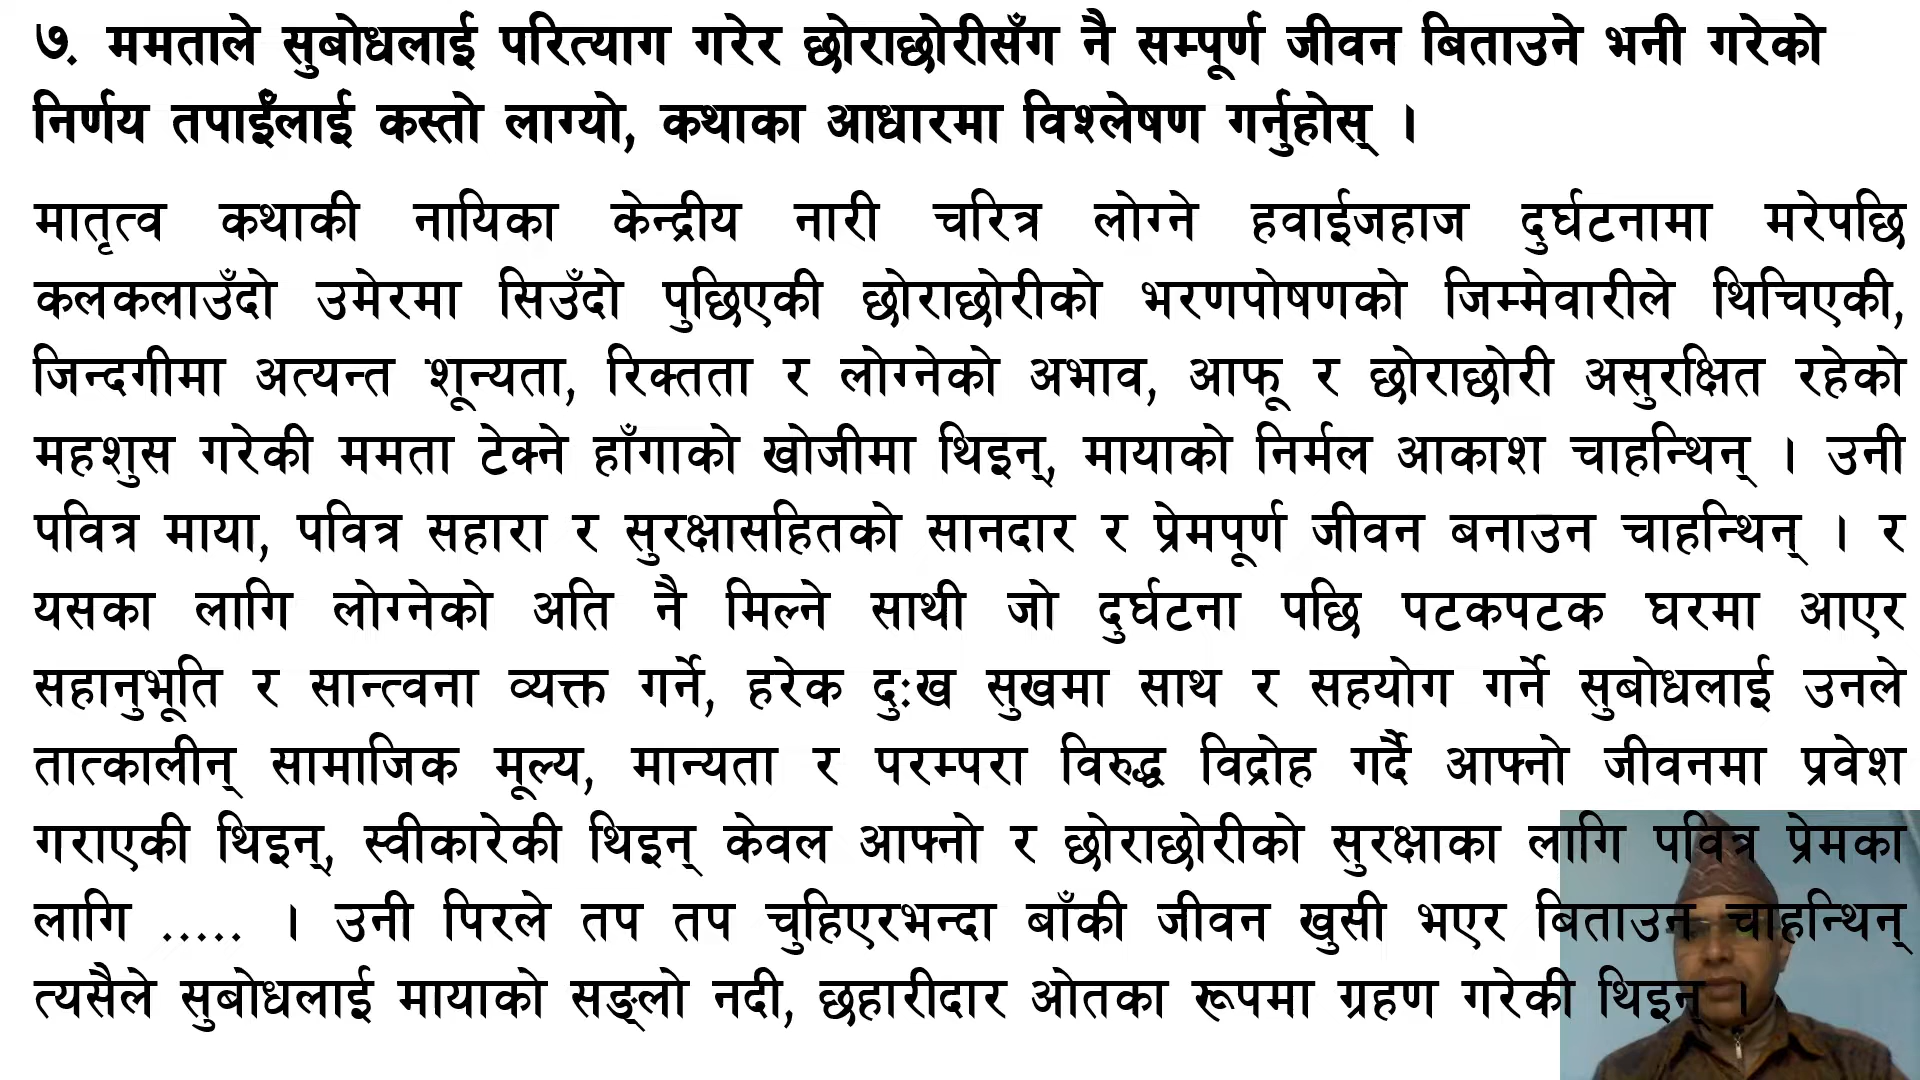 ७. ममताले सुबोधलाई परित्याग गरेर छोराछोरीसँग नै सम्पूर्ण जीवन बिताउने भनी गरेको
निर्णय तपाईँलाई कस्तो लाग्यो, कथाका आधारमा विश्लेषण गर्नुहोस् ।
मातृत्व कथाकी नायिका केन्द्रीय नारी चरित्र लोग्ने हवाईजहाज दुर्घटनामा मरेपछि
कलकलाउँदो उमेरमा सिउँदो पुछिएकी छोराछोरीको भरणपोषणको जिम्मेवारीले थिचिएकी,
जिन्दगीमा अत्यन्त शून्यता, रिक्तता र लोग्नेको अभाव, आफू र छोराछोरी असुरक्षित रहेको
महशुस गरेकी ममता टेक्ने हाँगाको खोजीमा थिइन्, मायाको निर्मल आकाश चाहन्थिन् । उनी
पवित्र माया, पवित्र सहारा र सुरक्षासहितको सानदार र प्रेमपूर्ण जीवन बनाउन चाहन्थिन् । र
यसका लागि लोग्नेको अति नै मिल्ने साथी जो दुर्घटना पछि पटकपटक घरमा आएर
सहानुभूति र सान्त्वना व्यक्त गर्ने, हरेक दुःख सुखमा साथ र सहयोग गर्ने सुबोधलाई उनले
तात्कालीन् सामाजिक मूल्य, मान्यता र परम्परा विरुद्ध विद्रोह गर्दै आफ्नो जीवनमा प्रवेश
गराएकी थिइन्, स्वीकारेकी थिइन् केवल आफ्नो र छोराछोरीको सुरक्षाका लागि पवित्र प्रेमका
लागि ..... । उनी पिरले तप तप चुहिएरभन्दा बाँकी जीवन खुसी भएर बिताउन चाहन्थिन्
त्यसैले सुबोधलाई मायाको सङ्लो नदी, छहारीदार ओतका रूपमा ग्रहण गरेकी थिइन् ।